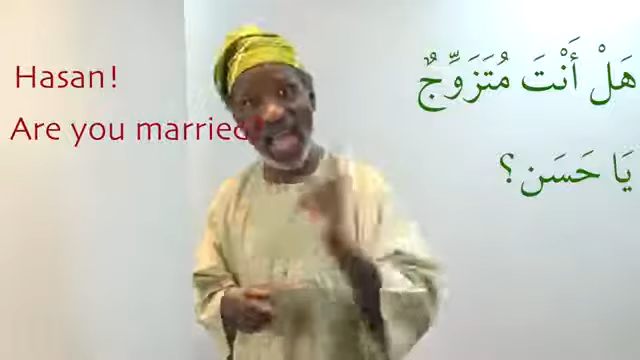 Hasan!
Are you married
هَلْ أَنْتَ مُتَزَوِّجٌ
يَا حَسَن؟